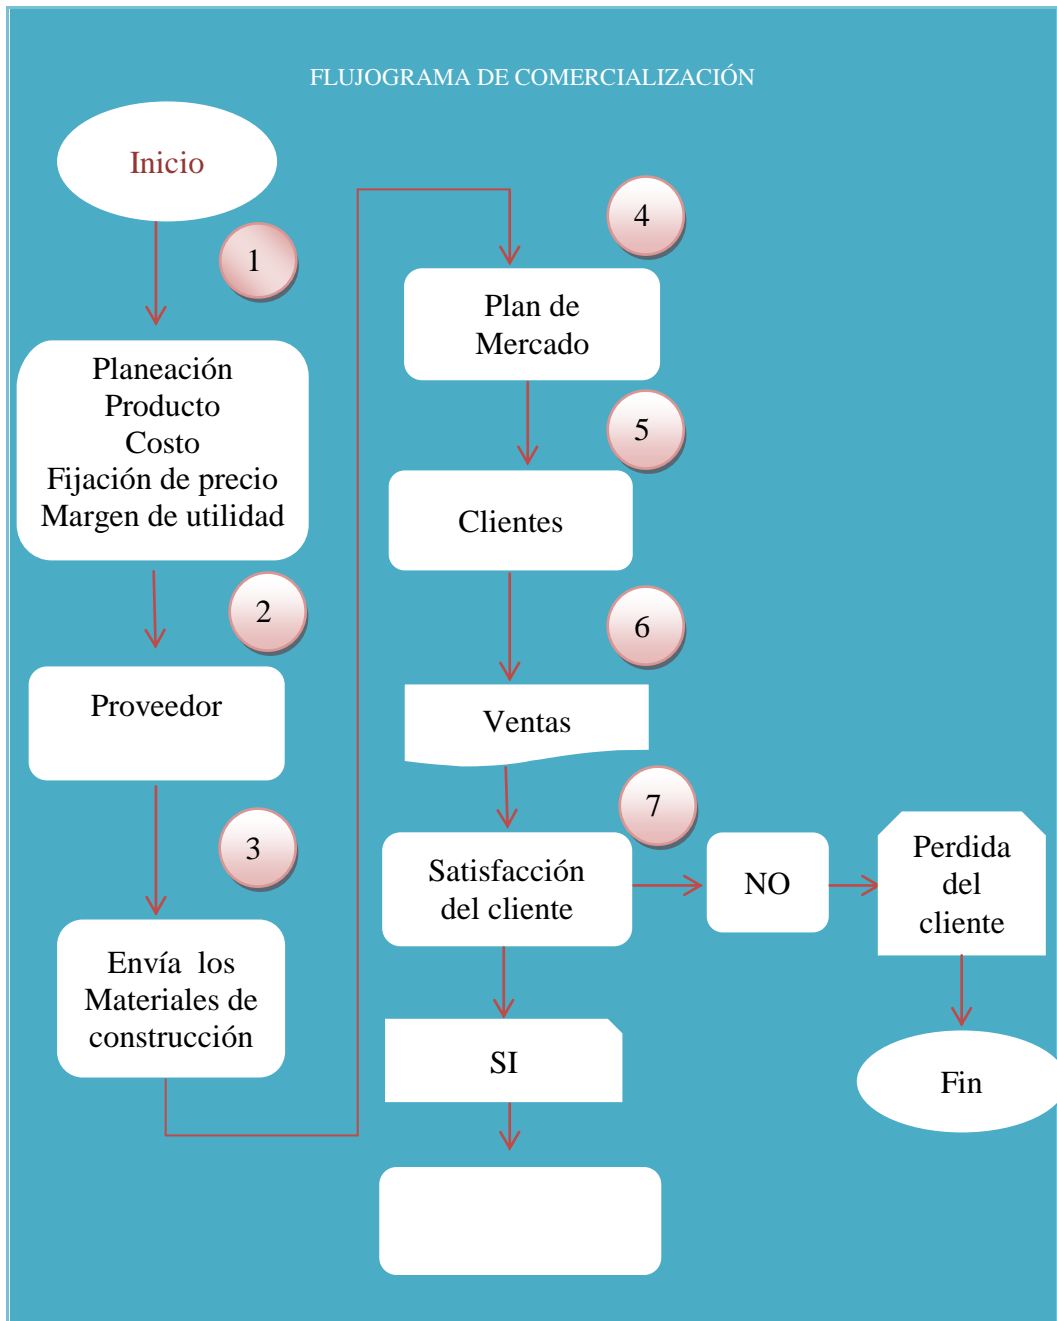 FLUJOGRAMA DE COMERCIALIZACIÓN
Inicio
1
Planeación
Producto
Costo
Fijación de precio
Margen de utilidad
2
Proveedor
3
Envía los
Materiales de
construcción
4
Plan de
Mercado
5
Clientes
6
Ventas
7
Satisfacción
del cliente
NO
Perdida
del
cliente
Fin
SI